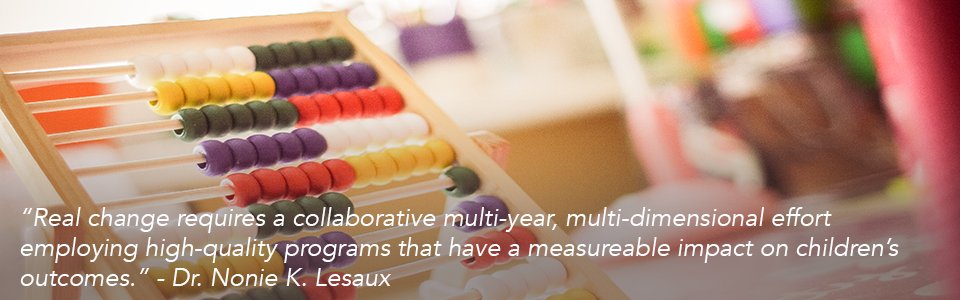 “Real change requires a collaborative multi-year, multi-dimensional effort
employing high-quality programs that have a measureable impact on children’s
outcomes.” - Dr. Nonie K. Lesaux